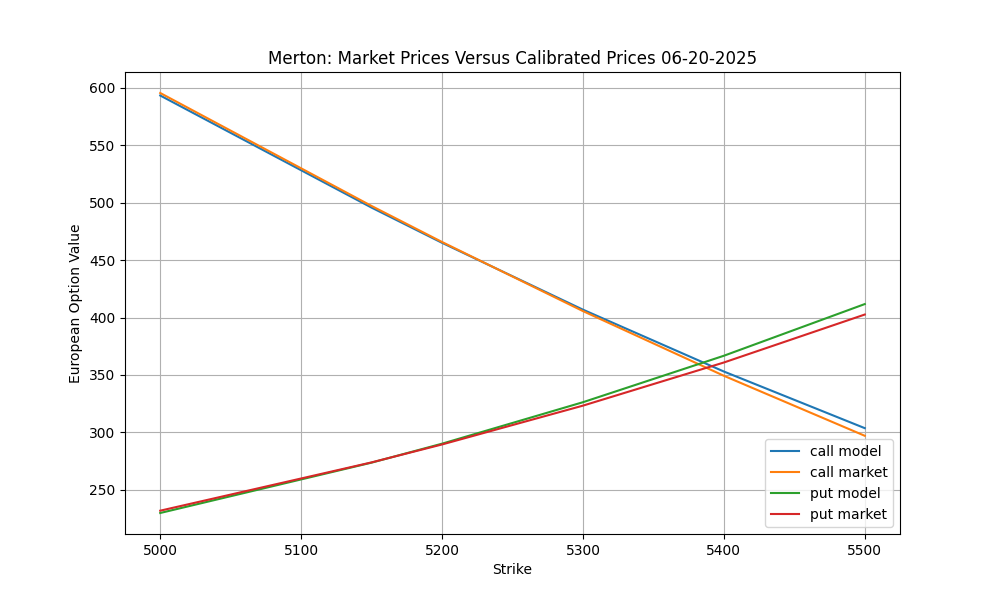 Merton: Market Prices Versus Calibrated Prices 06-20-2025
European Option Value
600
550
500
450
400
350
300
250
5000
5100
5200
5300
5400
5500
Strike
call model
call market
put model
put market